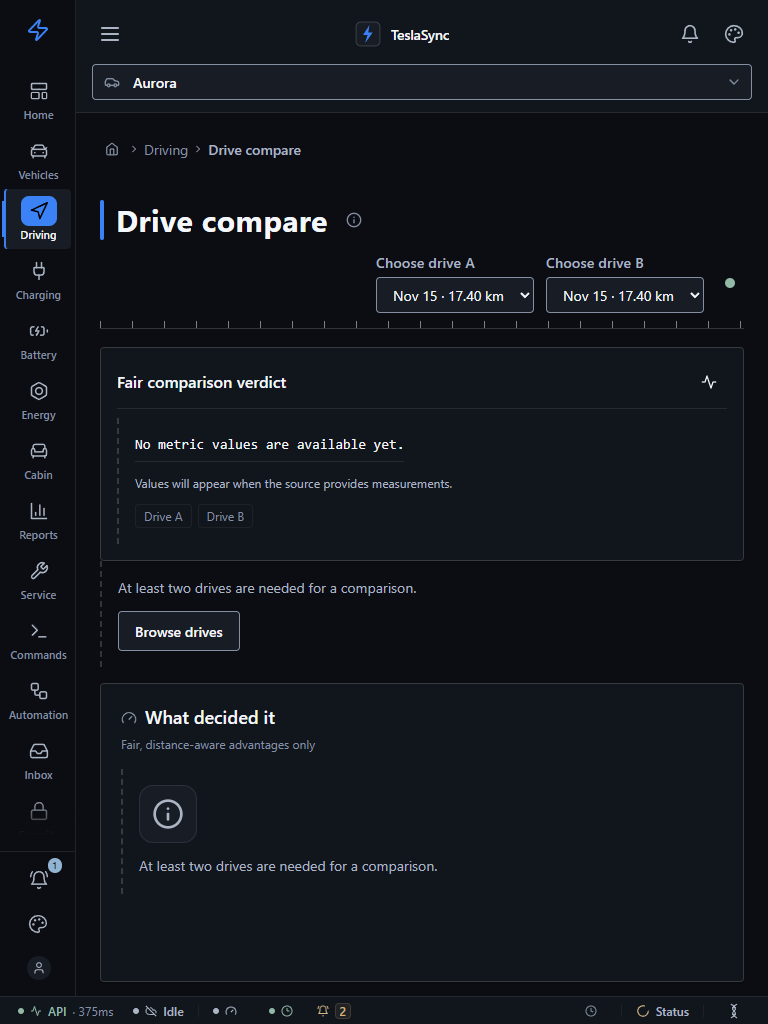 TeslaSync
Aurora
Home
Vehicles
Driving
Charging
Battery
Energy
Cabin
Reports
Service
Commands
Automation
Inbox
1
Driving
Drive compare
Drive compare
Choose drive A
Choose drive B
Nov 15 · 17.40 km
Nov 15 · 17.40 km
Fair comparison verdict
No metric values are available yet.
Values will appear when the source provides measurements.
Drive A
Drive B
At least two drives are needed for a comparison.
Browse drives
What decided it
Fair, distance-aware advantages only
At least two drives are needed for a comparison.
API · 375ms
Idle
2
Status